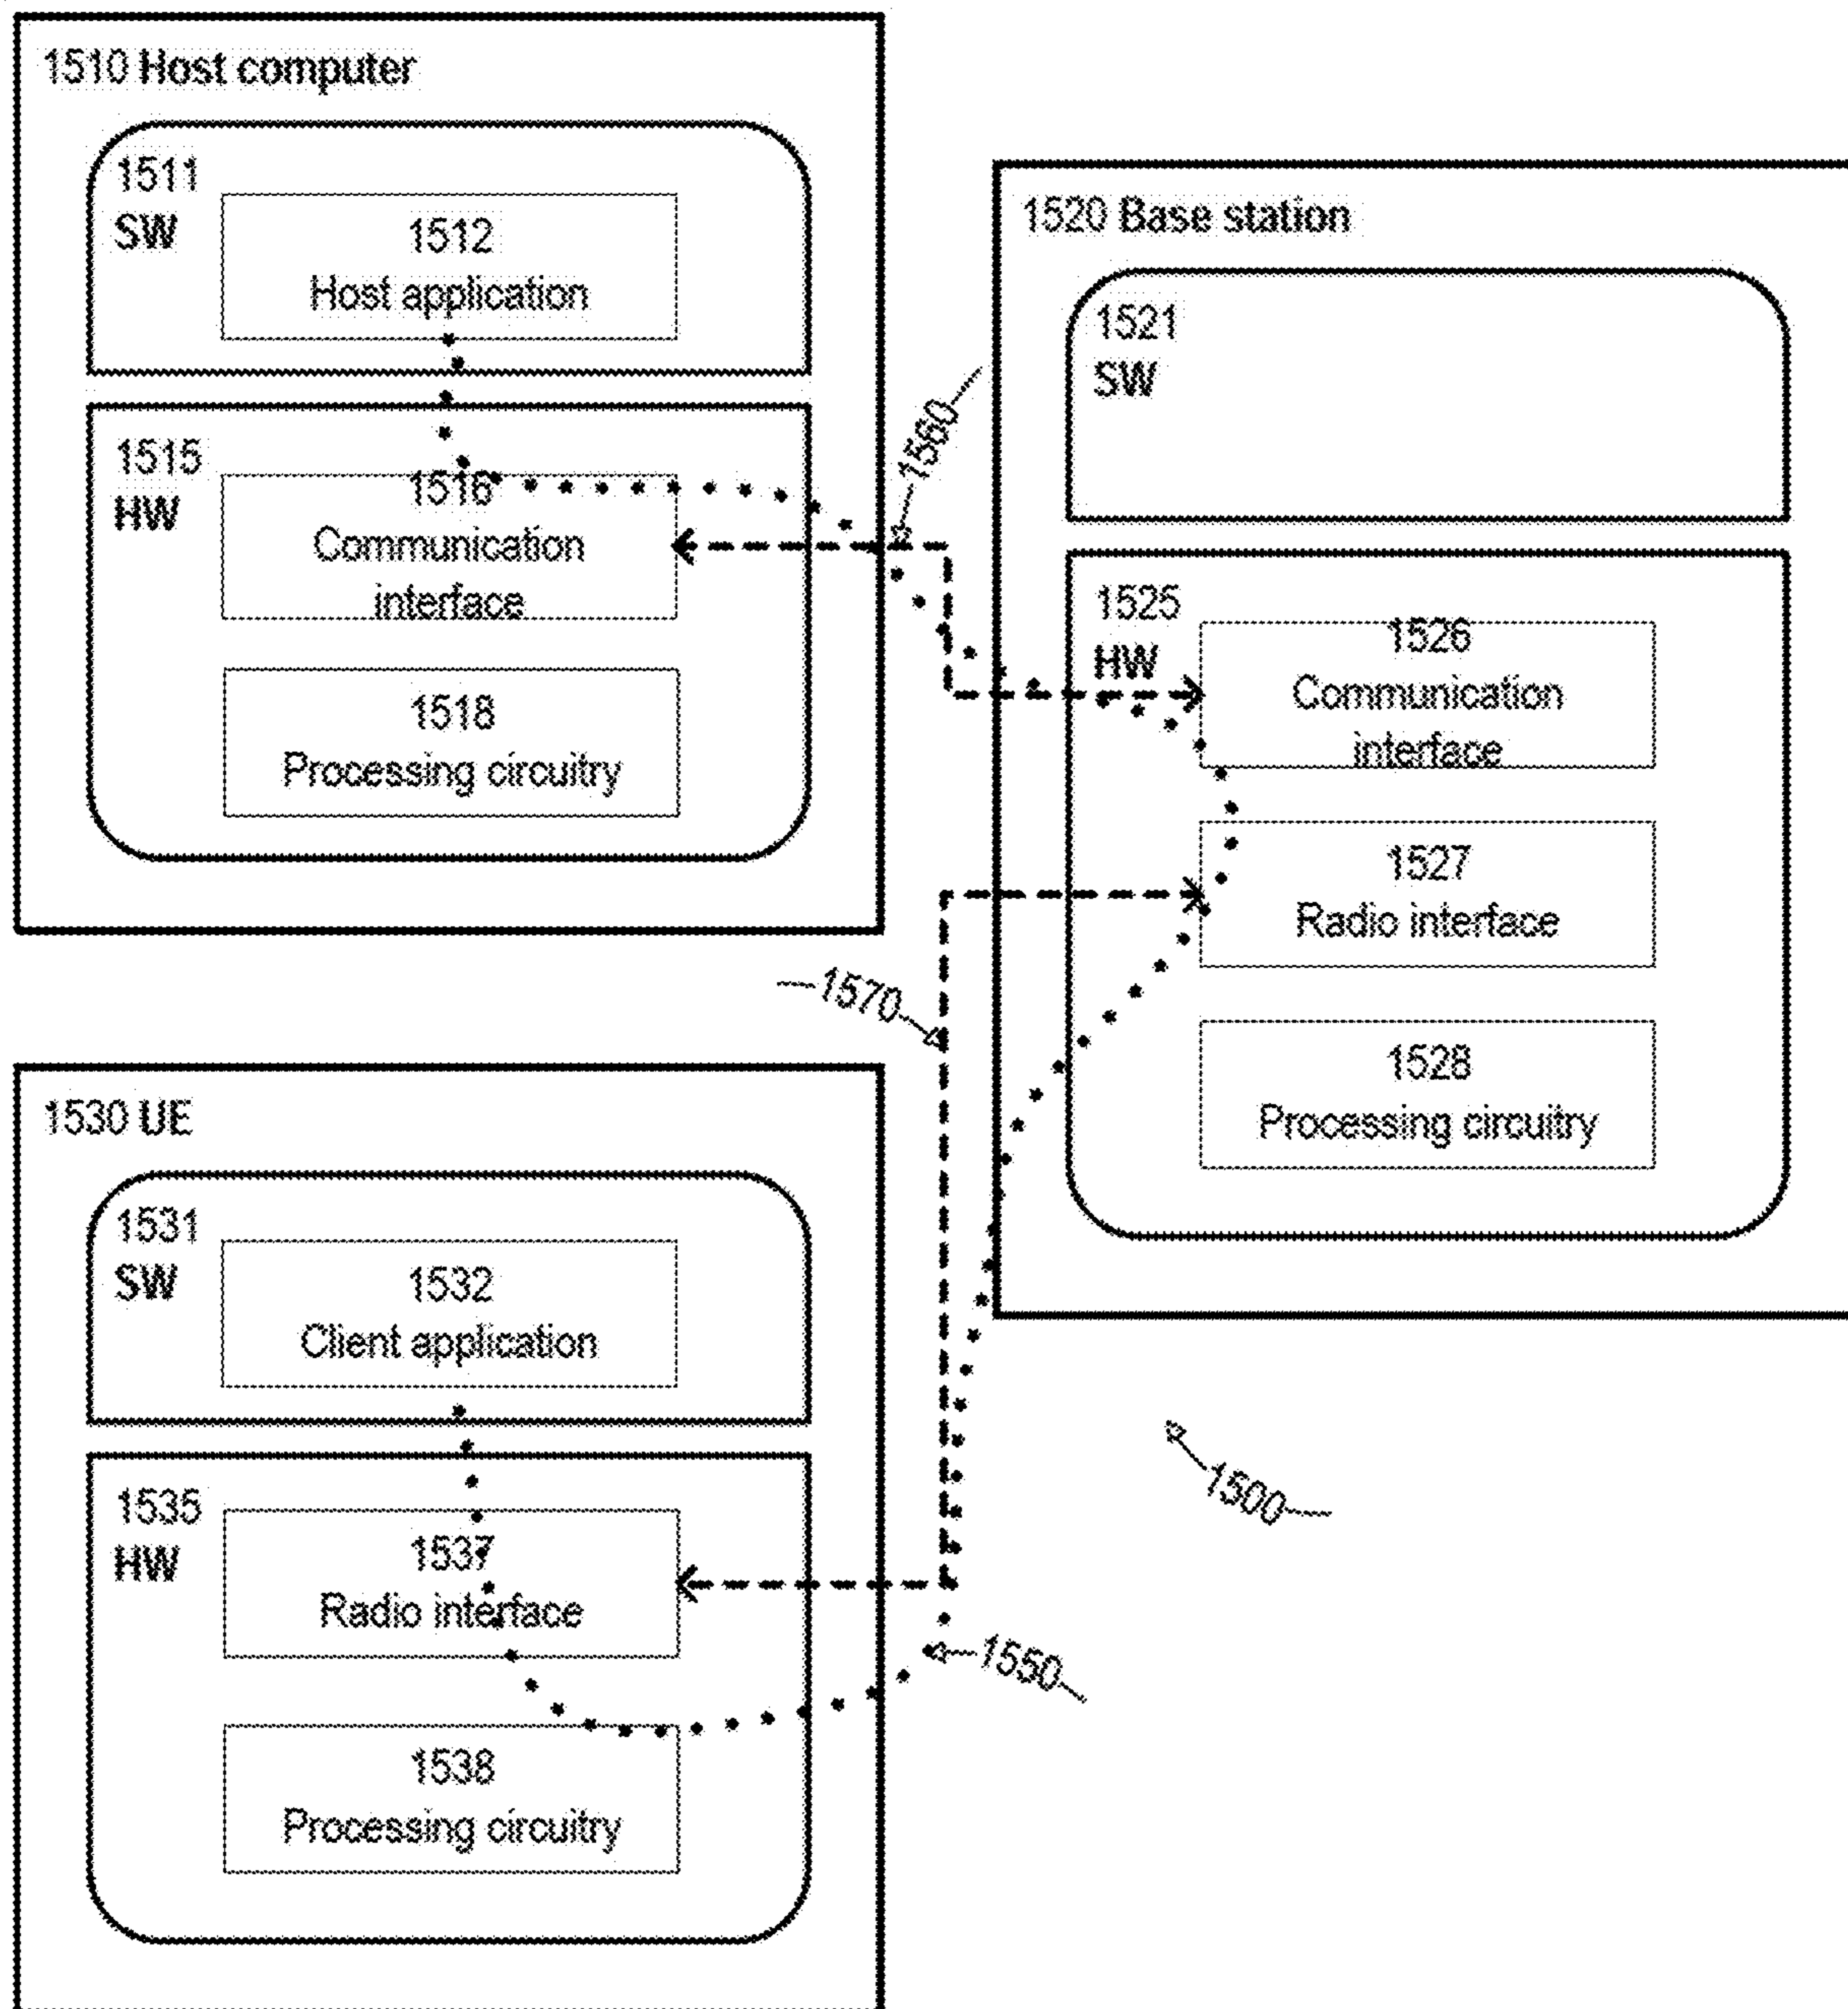 1510 Host computer
1511
SW
1512
Host application
1515
HW
1516
Communication
interface
1518
Processing circuitry
1520 Base station
1521
SW
1525
HW
1526
Communication
interface
1527
Radio interface
1528
Processing circuitry
1560
1570
1530 UE
1531
SW
1532
Client application
1535
HW
1537
Radio interface
1538
Processing circuitry
1500
1550